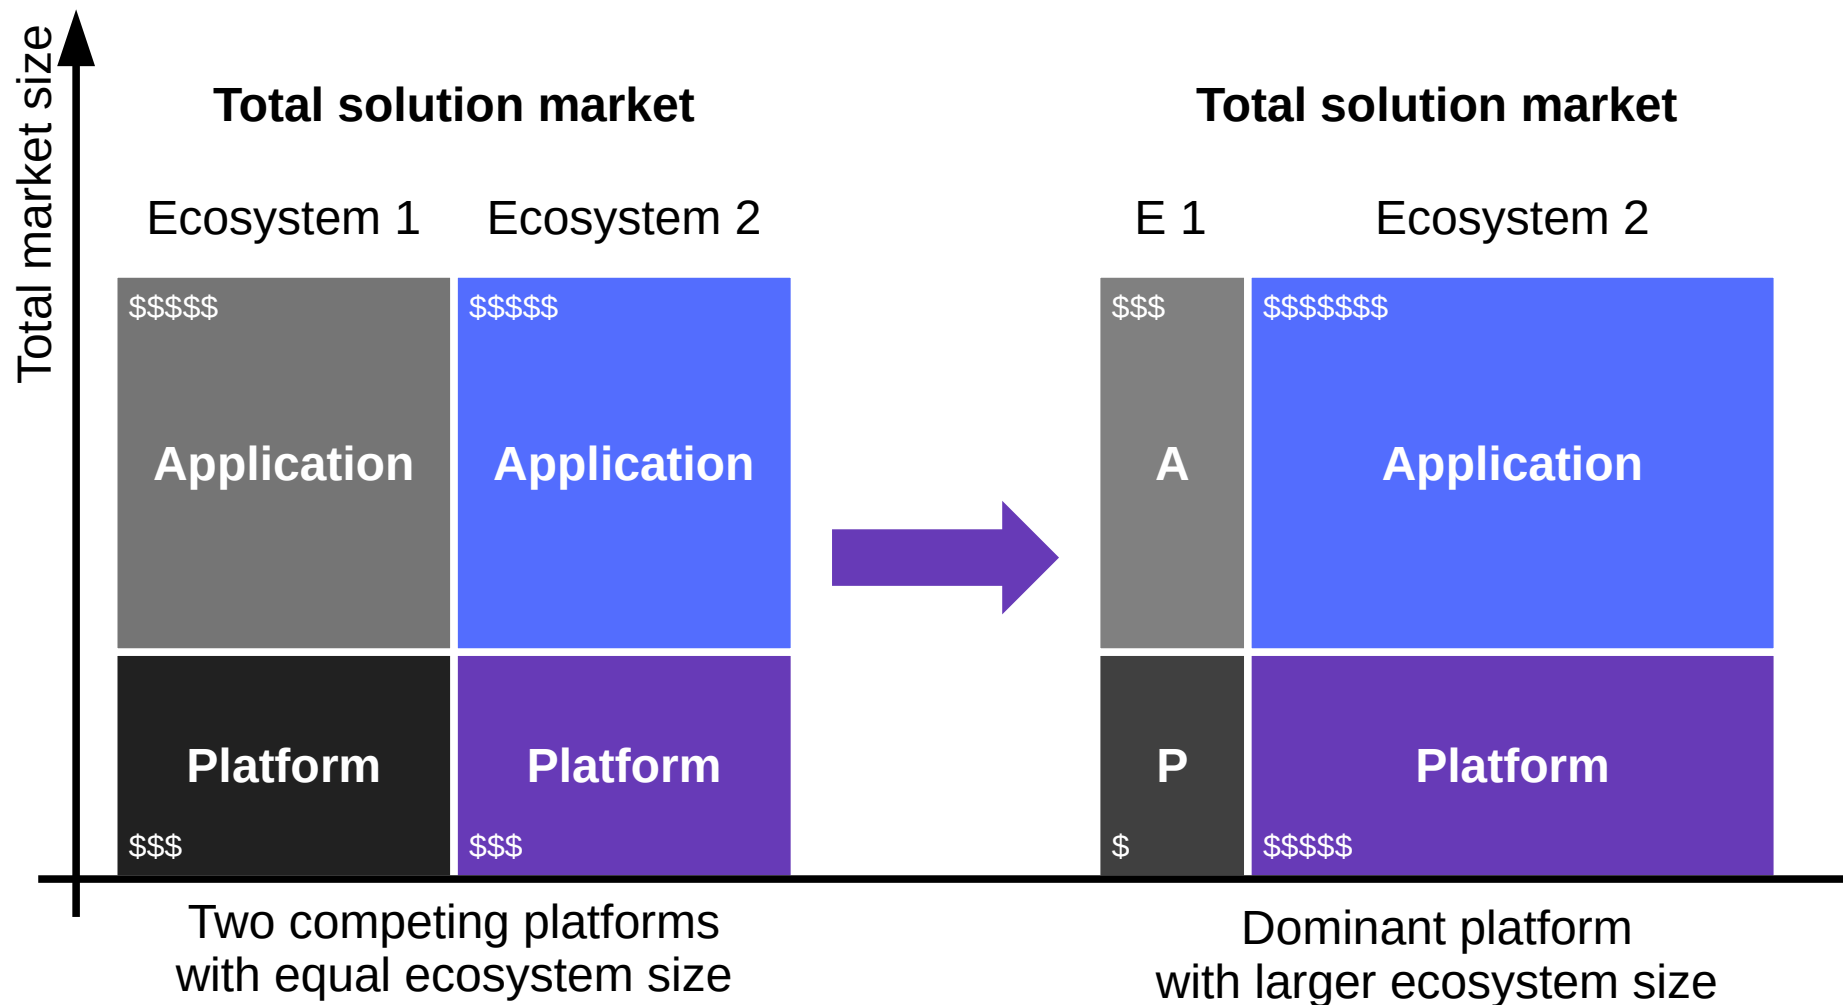 Total market size
Total solution market
Ecosystem 1
Ecosystem 2
$$$$$
$$$$$
Application
Application
Platform
Platform
$$$
$$$
Two competing platforms
with equal ecosystem size
Total solution market
E 1
Ecosystem 2
$$$
$$$$$$$
A
Application
P
Platform
$
$$$$$
Dominant platform
with larger ecosystem size